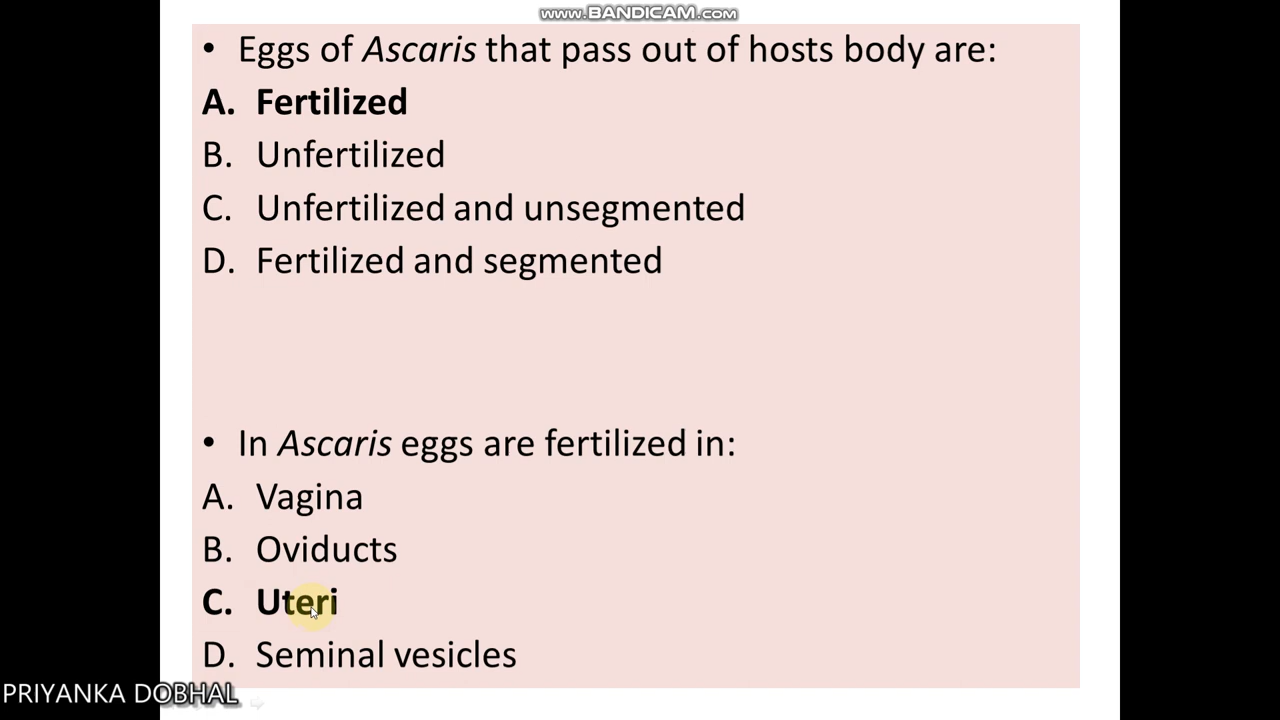 www.BANDICAM.com
• Eggs of Ascaris that pass out of hosts body are:
A. Fertilized
B. Unfertilized
C. Unfertilized and unsegmented
D. Fertilized and segmented
• In Ascaris eggs are fertilized in:
A. Vagina
B. Oviducts
C. Uteri
D. Seminal vesicles
PRIYANKA DOBHAL